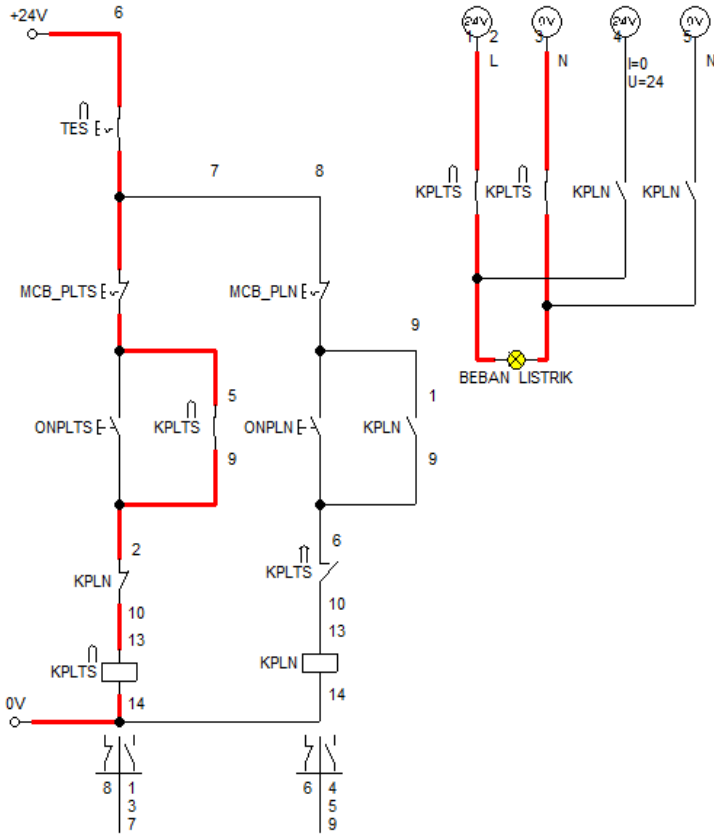 +24V
6
24V
0V
24V
0V
1
2
3
4
5
L
N
I=0
U=24
N
TES
7
8
KPLTS
KPLTS
KPLN
KPLN
MCB_PLTS
MCB_PLN
9
BEBAN LISTRIK
5
1
ONPLTS
KPLTS
ONPLN
KPLN
9
9
2
6
KPLN
KPLTS
10
10
13
13
KPLTS
KPLN
14
14
0V
8
1
3
7
6
4
5
9